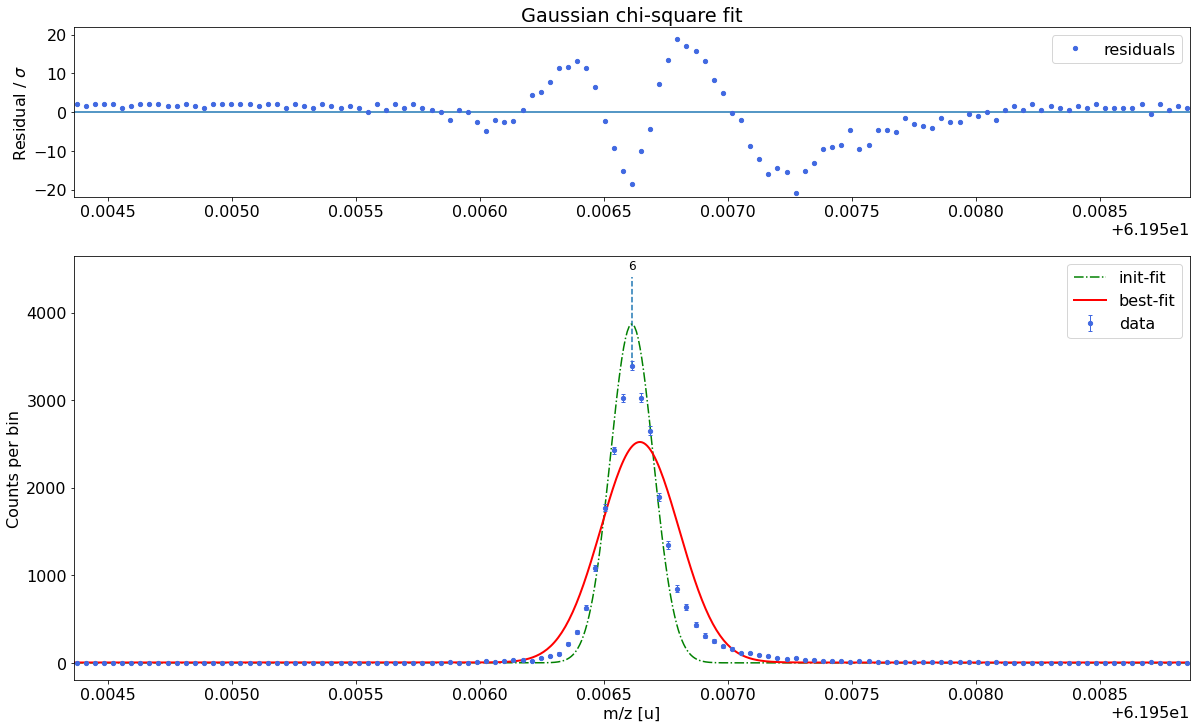 Gaussian chi-square fit
Residual / σ
20
10
0
−10
−20
residuals
0.0045 0.0050 0.0055 0.0060 0.0065 0.0070 0.0075 0.0080 0.0085
+6.195e1
6
init-fit
best-fit
data
Counts per bin
4000
3000
2000
1000
0
0.0045 0.0050 0.0055 0.0060 0.0065 0.0070 0.0075 0.0080 0.0085
m/z [u]
+6.195e1